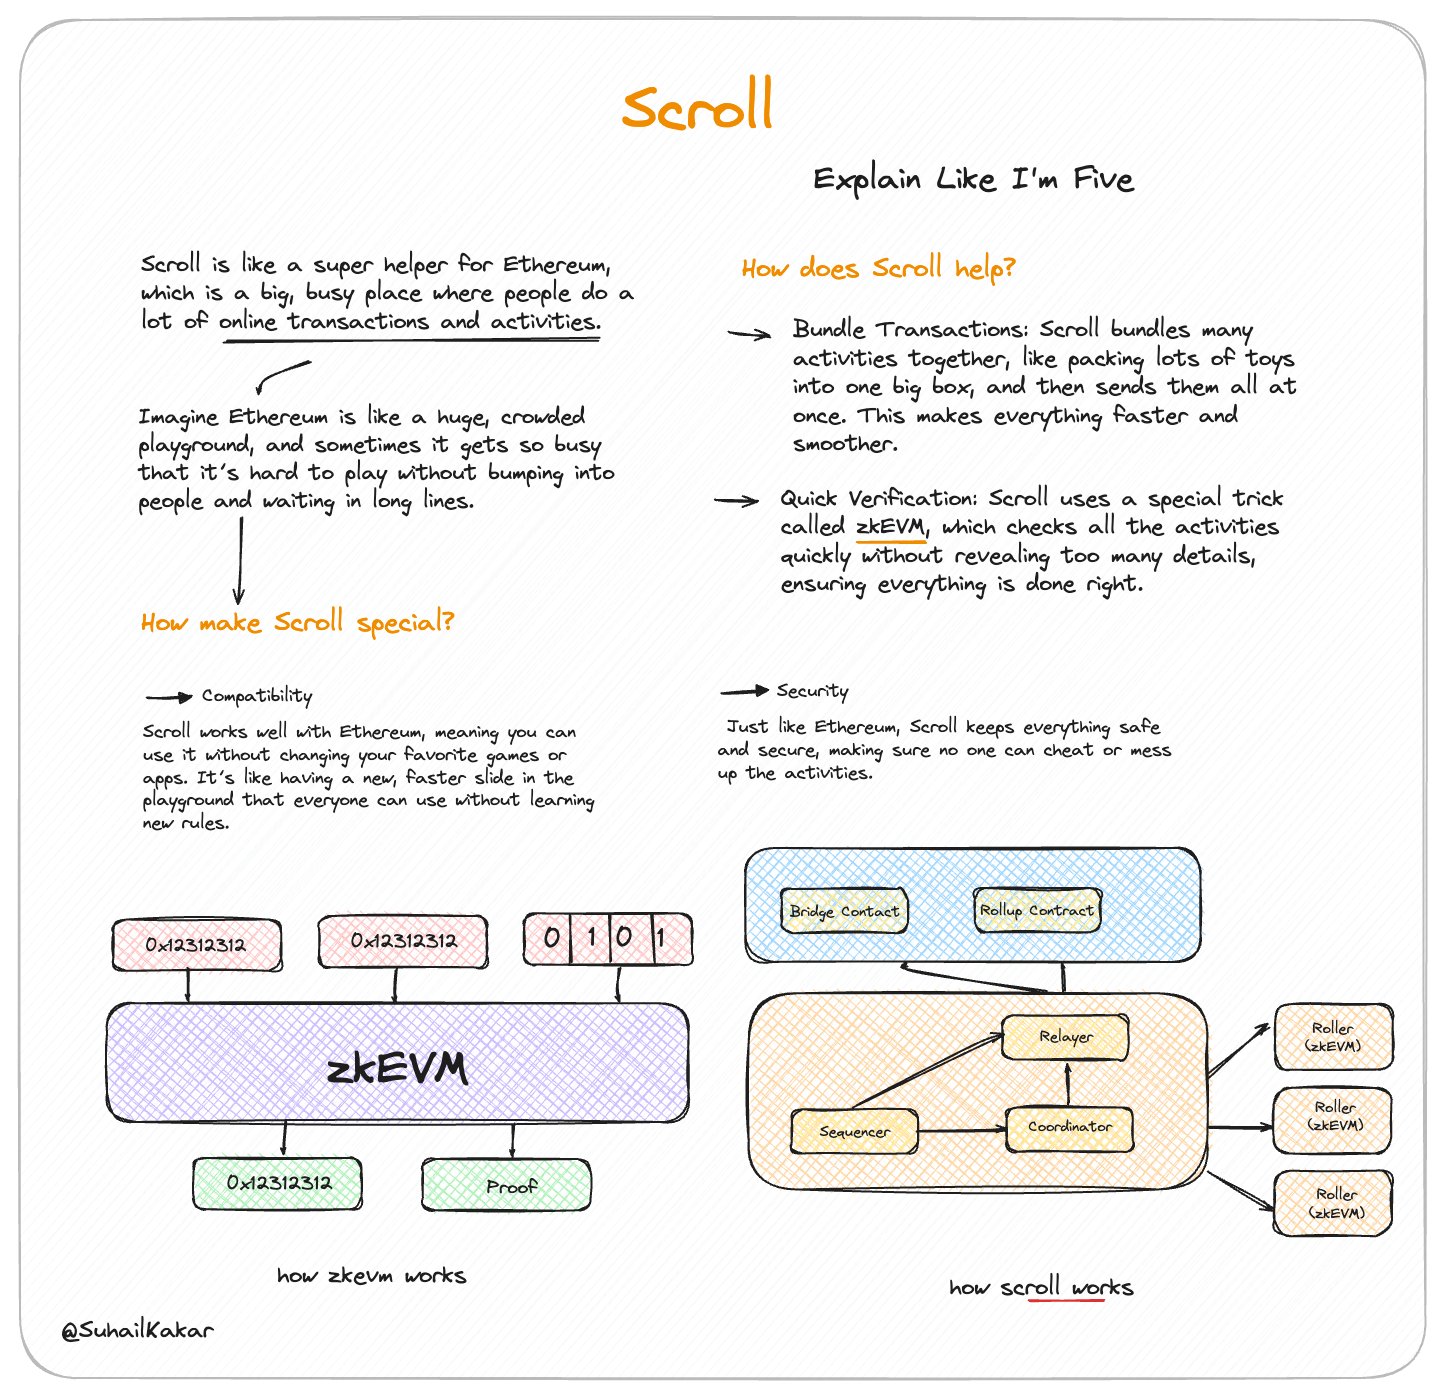 Scroll
Explain Like I'm Five
Scroll is like a super helper for Ethereum,
which is a big, busy place where people do a
lot of online transactions and activities.
Imagine Ethereum is like a huge, crowded
playground, and sometimes it gets so busy
that it's hard to play without bumping into
people and waiting in long lines.
How does Scroll help?
Bundle Transactions: Scroll bundles many
activities together, like packing lots of toys
into one big box, and then sends them all at
once. This makes everything faster and
smoother.
Quick Verification: Scroll uses a special trick
called zkEVM, which checks all the activities
quickly without revealing too many details,
ensuring everything is done right.
How make Scroll special?
Compatibility
Scroll works well with Ethereum, meaning you can
use it without changing your favorite games or
apps. It's like having a new, faster slide in the
playground that everyone can use without learning
new rules.
Security
Just like Ethereum, Scroll keeps everything safe
and secure, making sure no one can cheat or mess
up the activities.
0x12312312
0x12312312
0 1 0 1
zkEVM
0x12312312
Proof
how zkevm works
Bridge Contact
Rollup Contract
Relayer
Sequencer
Coordinator
Roller
(zkEVM)
Roller
(zkEVM)
Roller
(zkEVM)
how scroll works
@SuhailKakar